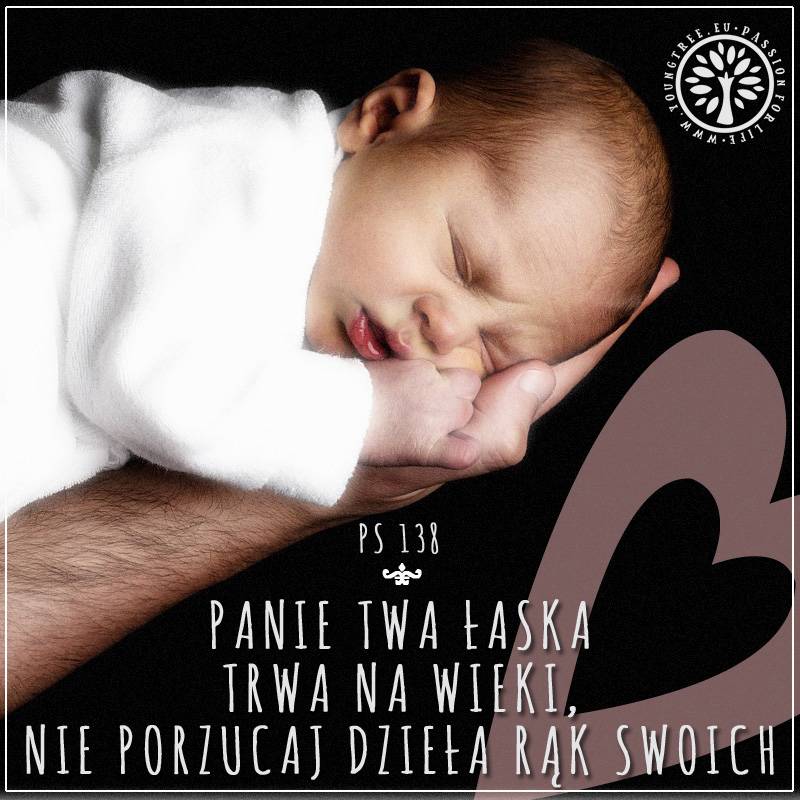 WWW.YOUNGTREE.EU • PASSION FOR LIFE •
PS 138
PANIE TWA ŁASKA
TRWA NA WIEKI,
NIE PORZUCAJ DZIEŁA RĄK SWOICH